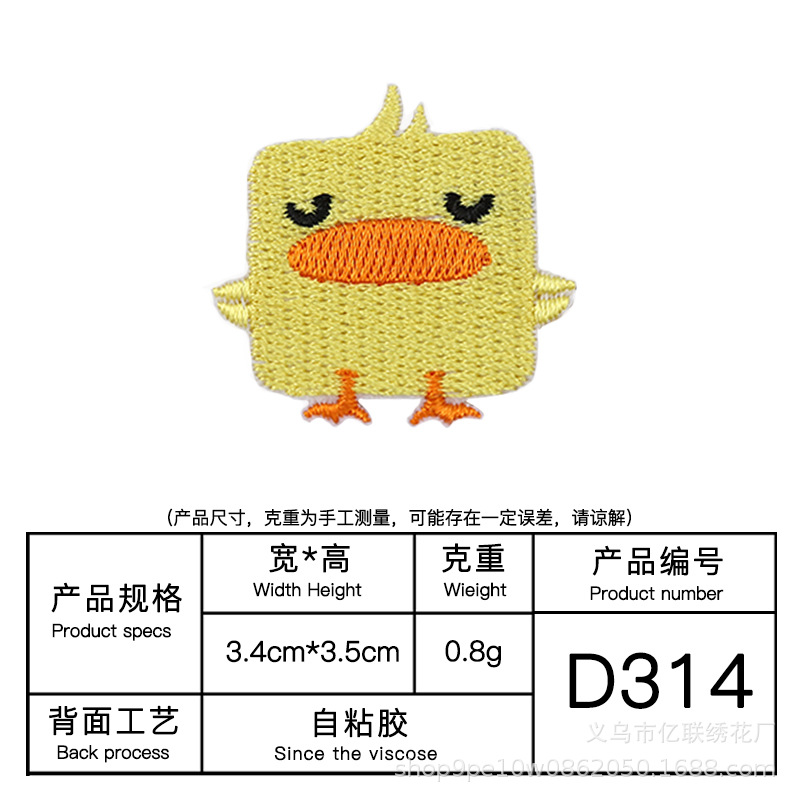 (产品尺寸，克重为手工测量，可能存在一定误差，请谅解)
产品规格
Product specs
宽*高
Width Height
克重
Wieight
产品编号
Product number
3.4cm*3.5cm
0.8g
D314
背面工艺
Back process
自粘胶
Since the viscose
义乌市亿联绣花厂
shop9pe10w0862050.1688.com